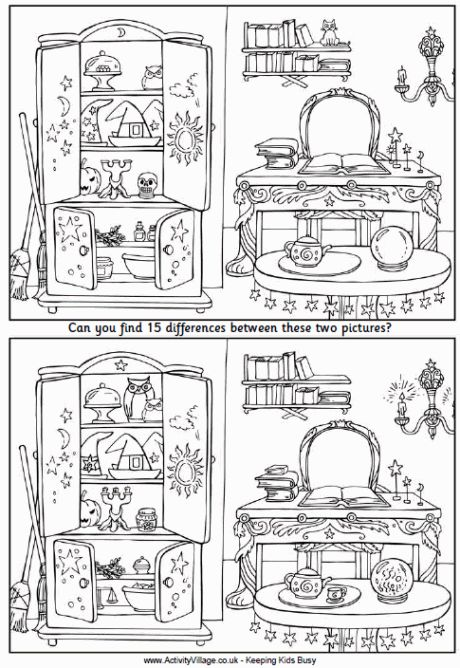 Can you find 15 differences between these two pictures?
www.ActivityVillage.co.uk - Keeping Kids Busy